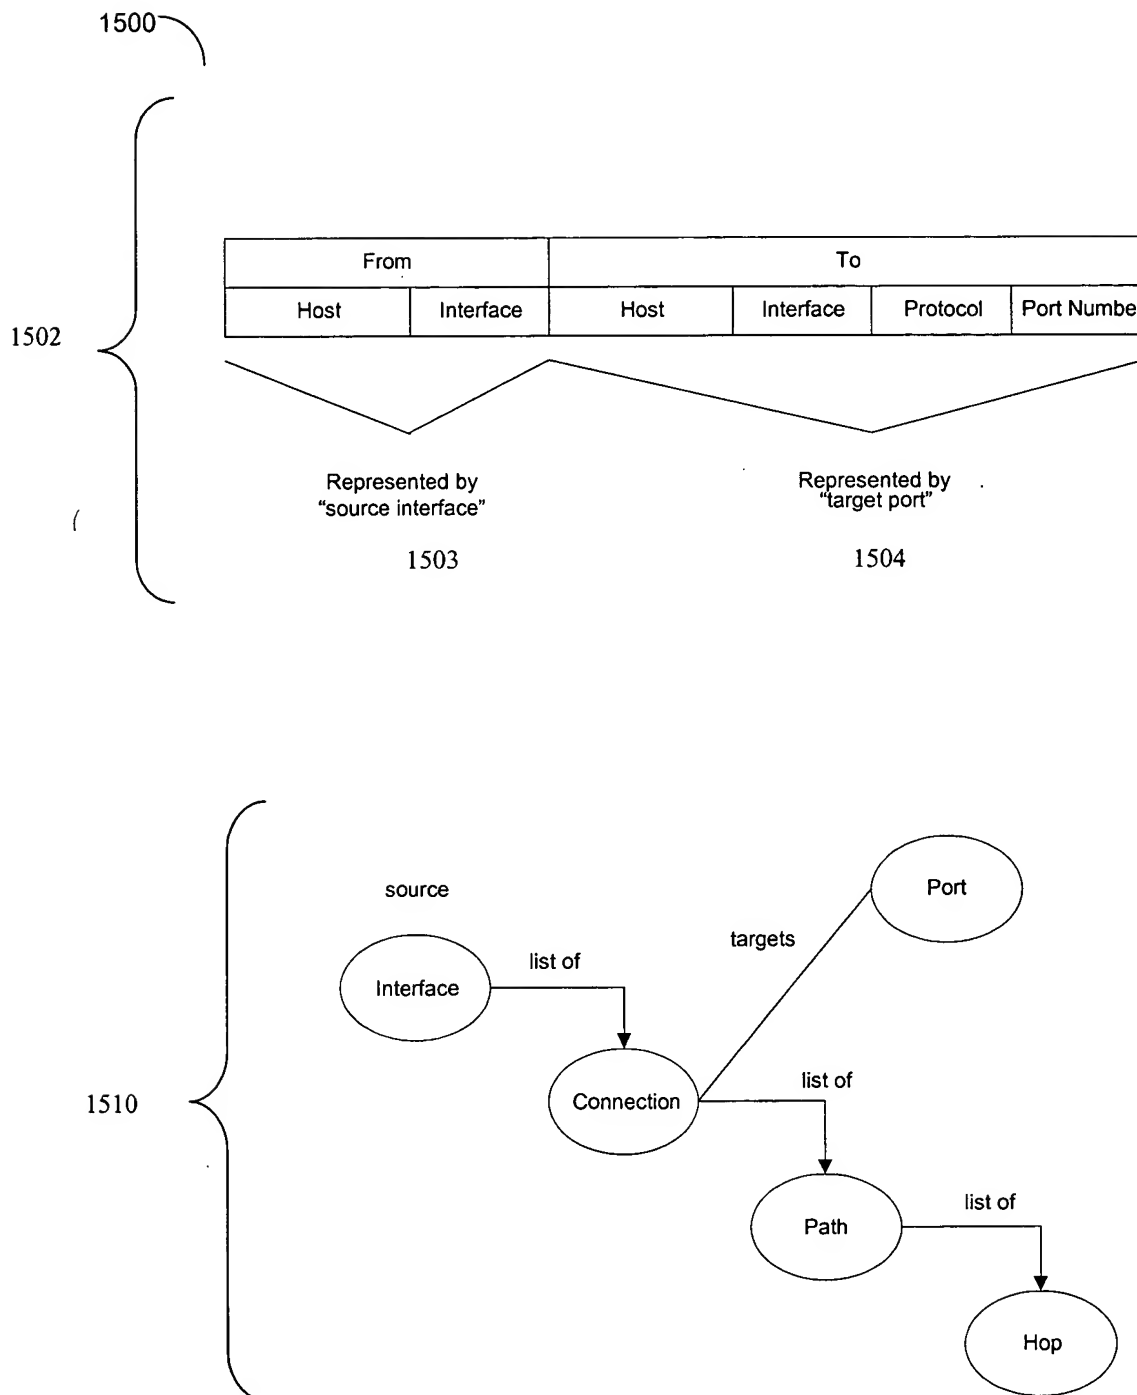 1500
From To
Host Interface Host Interface Protocol Port Numbe
1502
Represented by
“source interface”
1503
Represented by
“target port”
1504
source
Port
targets
Interface
list of
Connection
list of
1510
Path
list of
Hop